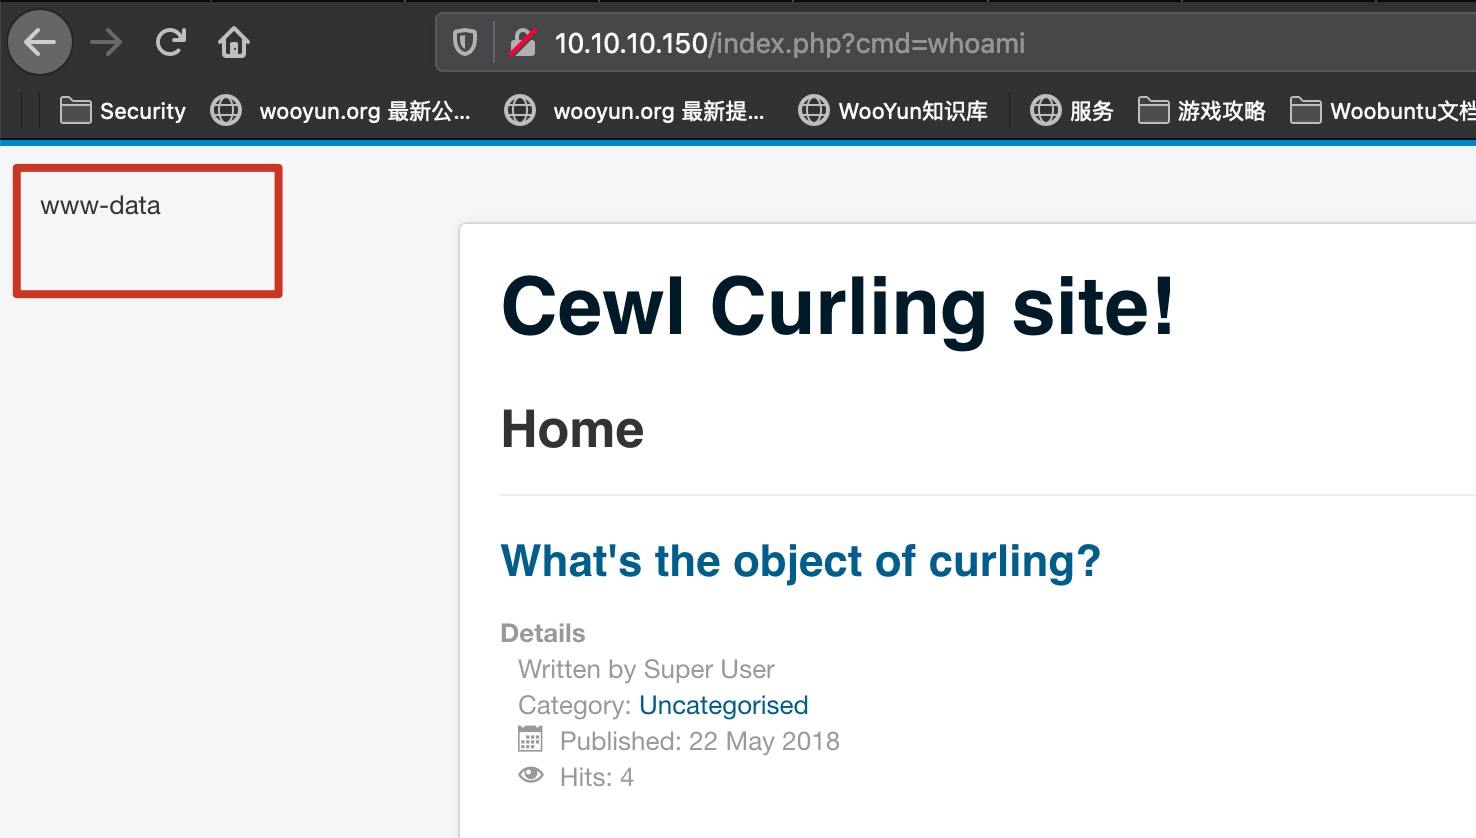 10.10.10.150/index.php?cmd=whoami
Security wooyun.org 最新公... wooyun.org 最新提... WooYun知识库 服务 游戏攻略 Woobuntu文档
www-data
Cewl Curling site!
Home
What's the object of curling?
Details
Written by Super User
Category: Uncategorised
Published: 22 May 2018
Hits: 4